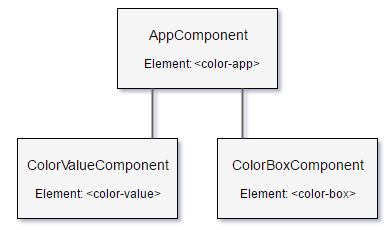 AppComponent
Element: <color-app>
ColorValueComponent
Element: <color-value>
ColorBoxComponent
Element: <color-box>